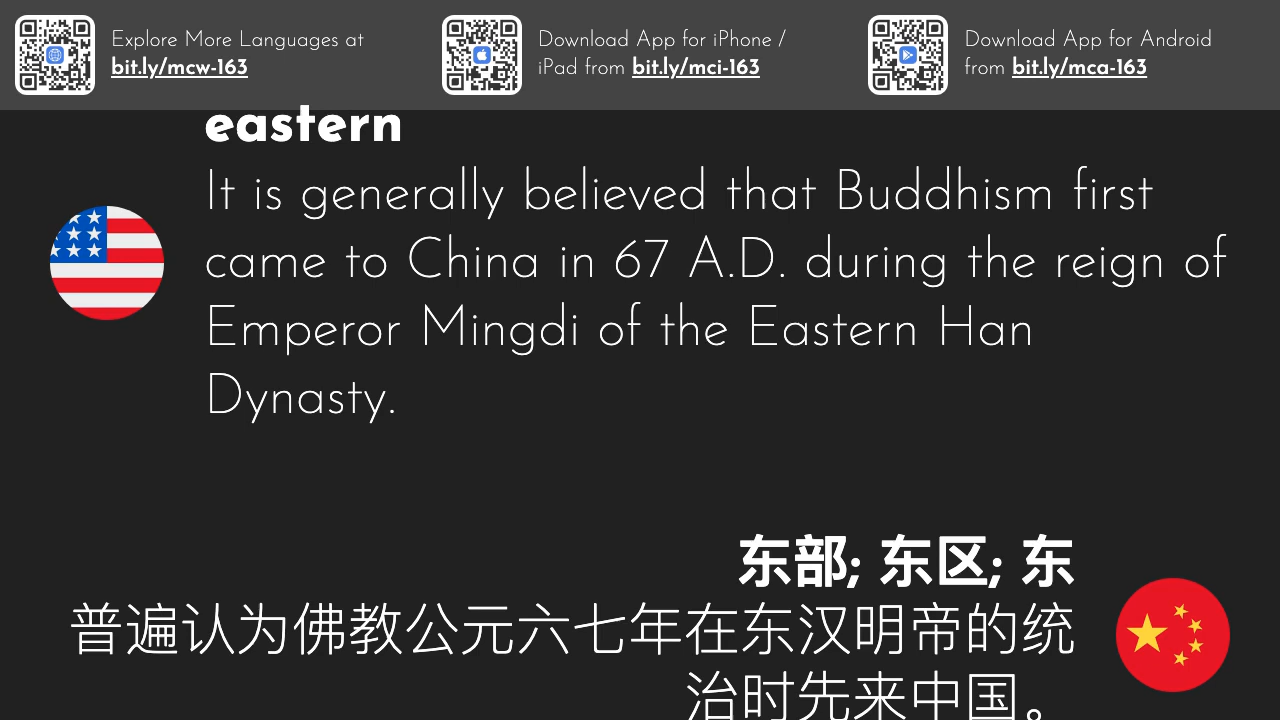 Explore More Languages at
bit.ly/mcw-163
Download App for iPhone /
iPad from bit.ly/mci-163
Download App for Android
from bit.ly/mca-163
eastern
It is generally believed that Buddhism first
came to China in 67 A.D. during the reign of
Emperor Mingdi of the Eastern Han
Dynasty.
东部; 东区; 东
普遍认为佛教公元六七年在东汉明帝的统
治时先来中国。